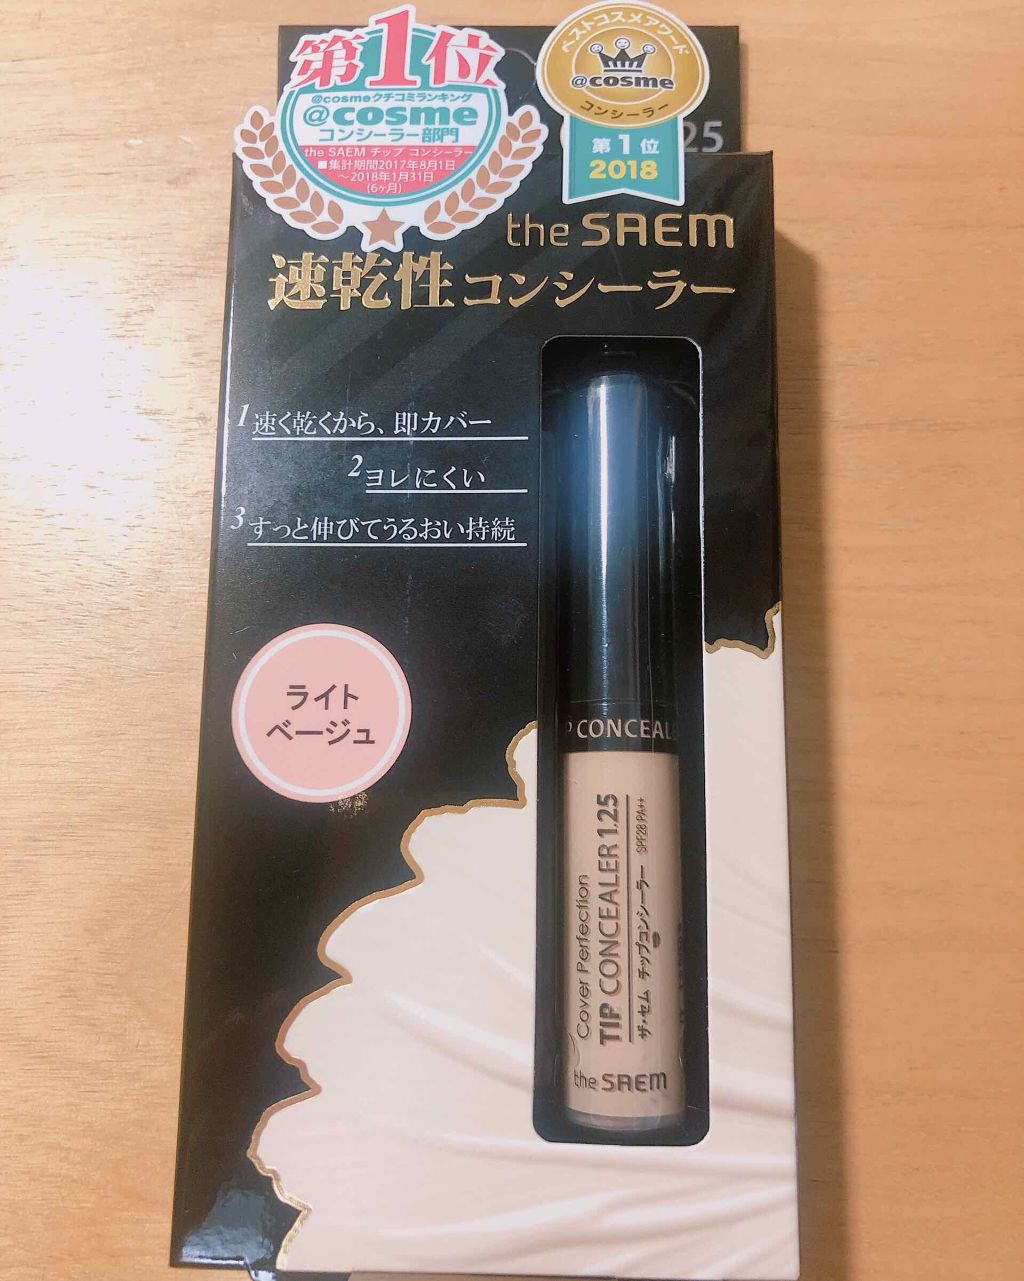 第1位
@cosmeクチコミランキング
@cosme
コンシーラー部門
the SAEM チップ コンシーラー
■集計期間2017年8月1日
～2018年1月31日
(6ヶ月)
ベストコスメアワード
@cosme
コンシーラー
第1位
2018
25
the SAEM
速乾性コンシーラー
1 速く乾くから、即カバー
2 ヨレにくい
3 すっと伸びてうるおい持続
ライト
ベージュ
P CONCEAL
Cover Perfection
TIP CONCEALER 1.25
ザ・セム チップコンシーラー SPF28 PA++
the SAEM